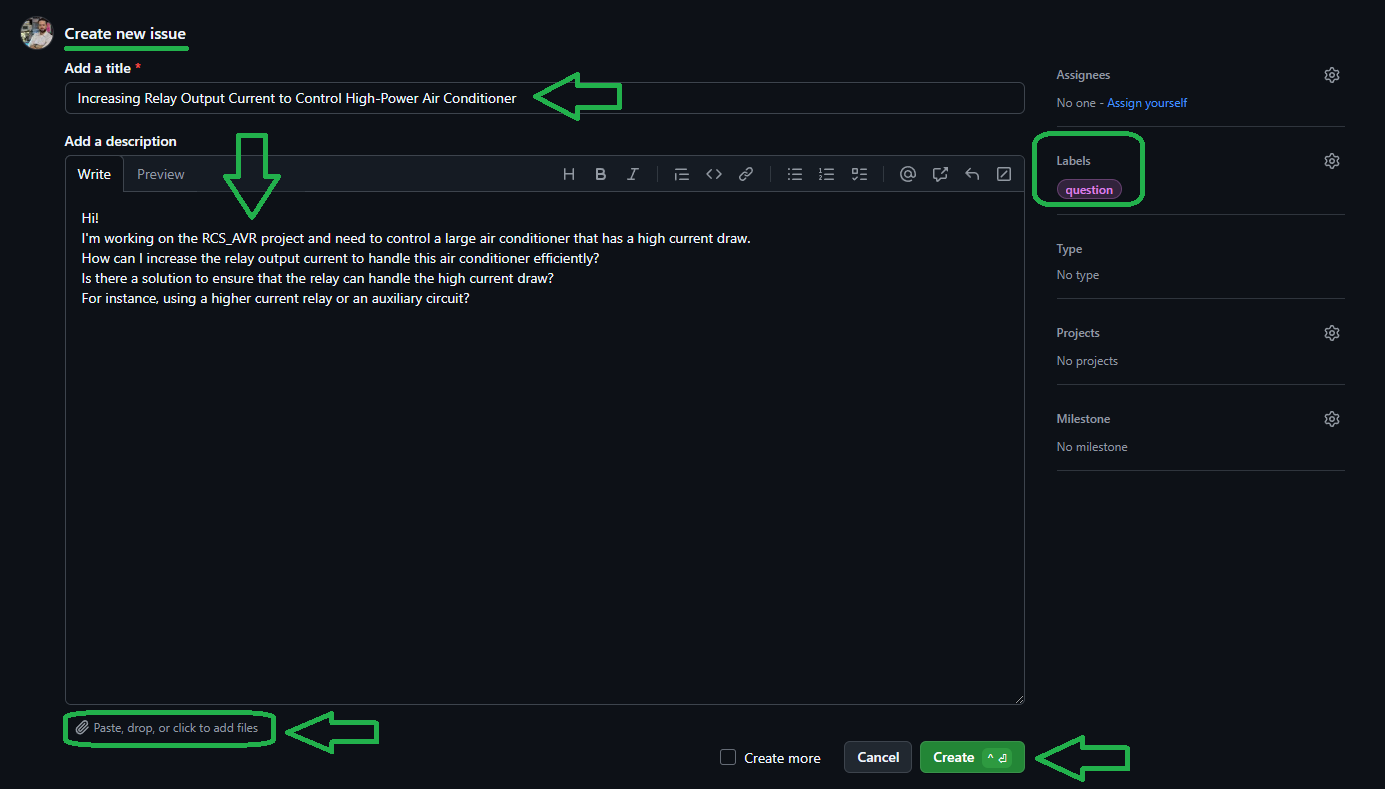 Create new issue
Add a title *
Increasing Relay Output Current to Control High-Power Air Conditioner
Add a description
Write Preview
Hi!
I'm working on the RCS_AVR project and need to control a large air conditioner that has a high current draw.
How can I increase the relay output current to handle this air conditioner efficiently?
Is there a solution to ensure that the relay can handle the high current draw?
For instance, using a higher current relay or an auxiliary circuit?
Paste, drop, or click to add files
Create more Cancel Create
Assignees
No one - Assign yourself
Labels
question
Type
No type
Projects
No projects
Milestone
No milestone